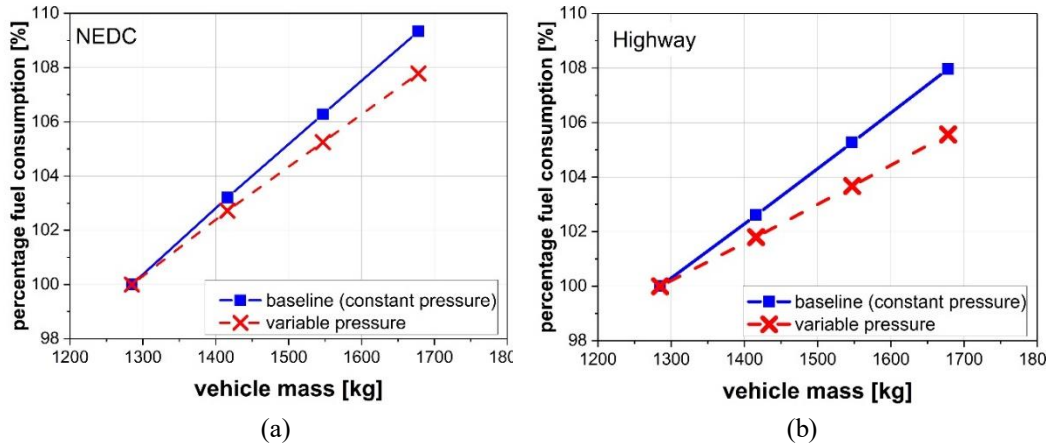 NEDC
percentage fuel consumption [%]
110
108
106
104
102
100
98
baseline (constant pressure)
variable pressure
1200 1300 1400 1500 1600 1700 180
vehicle mass [kg]
(a)
Highway
percentage fuel consumption [%]
110
108
106
104
102
100
98
baseline (constant pressure)
variable pressure
1200 1300 1400 1500 1600 1700 180
vehicle mass [kg]
(b)